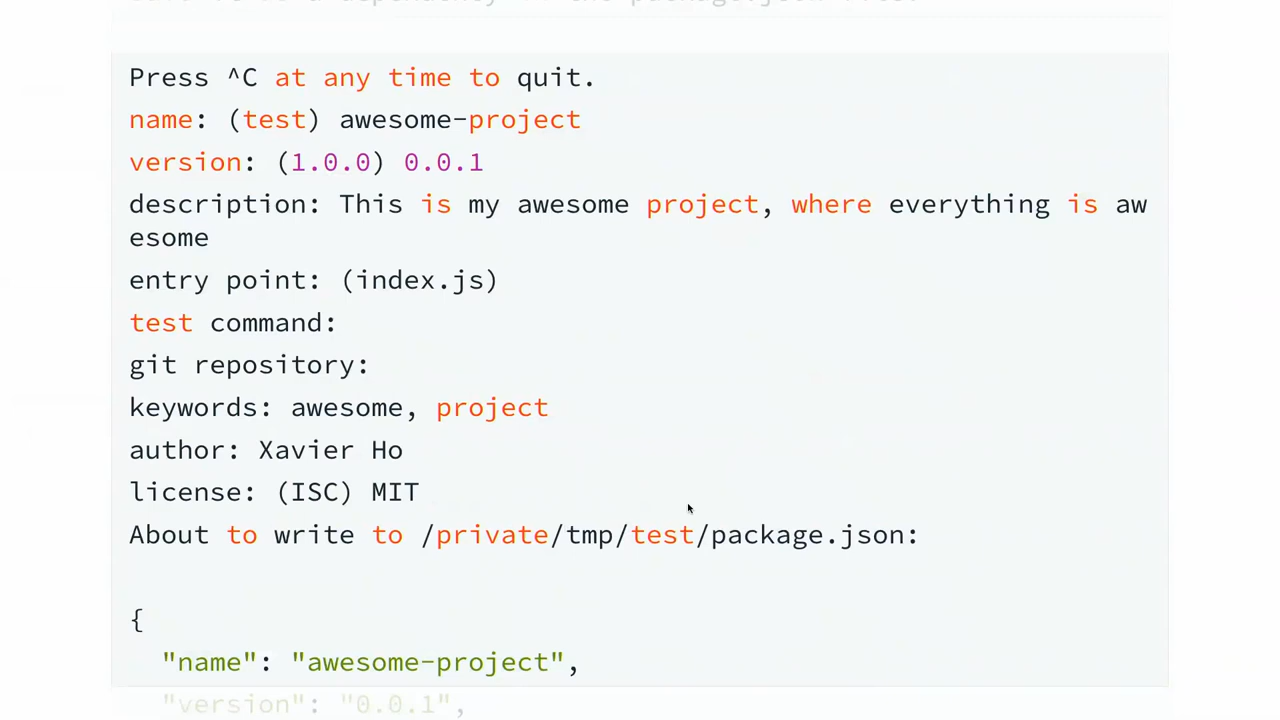 Press ^C at any time to quit.
name: (test) awesome-project
version: (1.0.0) 0.0.1
description: This is my awesome project, where everything is aw
esome
entry point: (index.js)
test command:
git repository:
keywords: awesome, project
author: Xavier Ho
license: (ISC) MIT
About to write to /private/tmp/test/package.json:
{
"name": "awesome-project",
"version": "0.0.1",